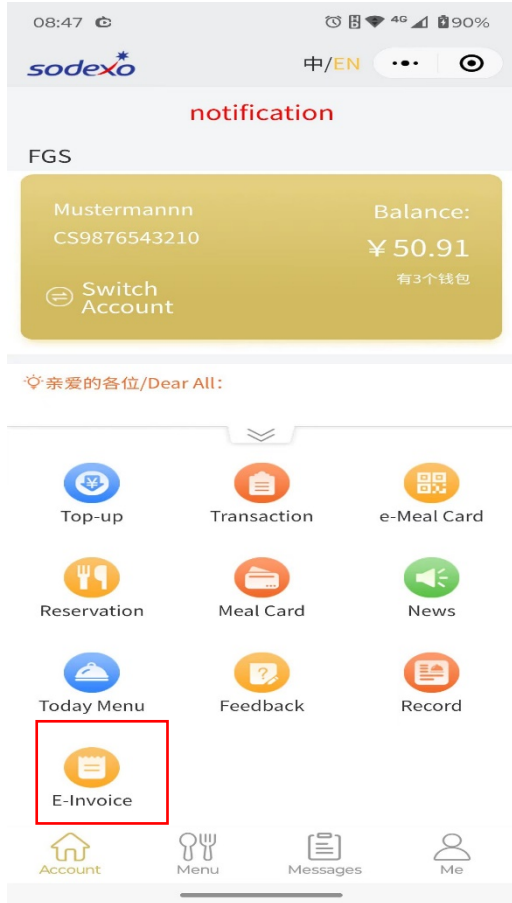 08:47
4G 90%
sodexo
中/EN
notification
FGS
Mustermannn
Balance:
CS9876543210
¥ 50.91
有3个钱包
Switch
Account
亲爱的各位/Dear All:
Top-up
Transaction
e-Meal Card
Reservation
Meal Card
News
Today Menu
Feedback
Record
E-Invoice
Account
Menu
Messages
Me